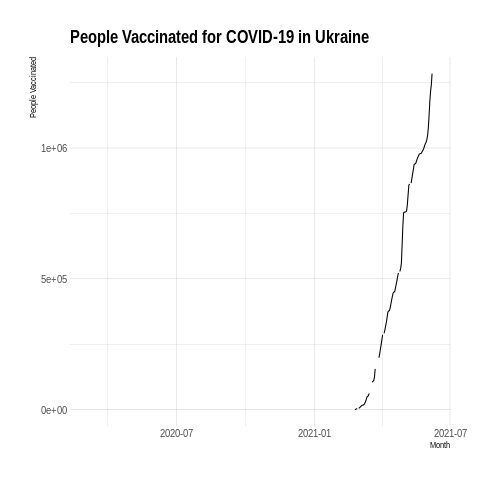 People Vaccinated for COVID-19 in Ukraine
People Vaccinated
1e+06
5e+05
0e+00
2020-07
2021-01
2021-07
Month